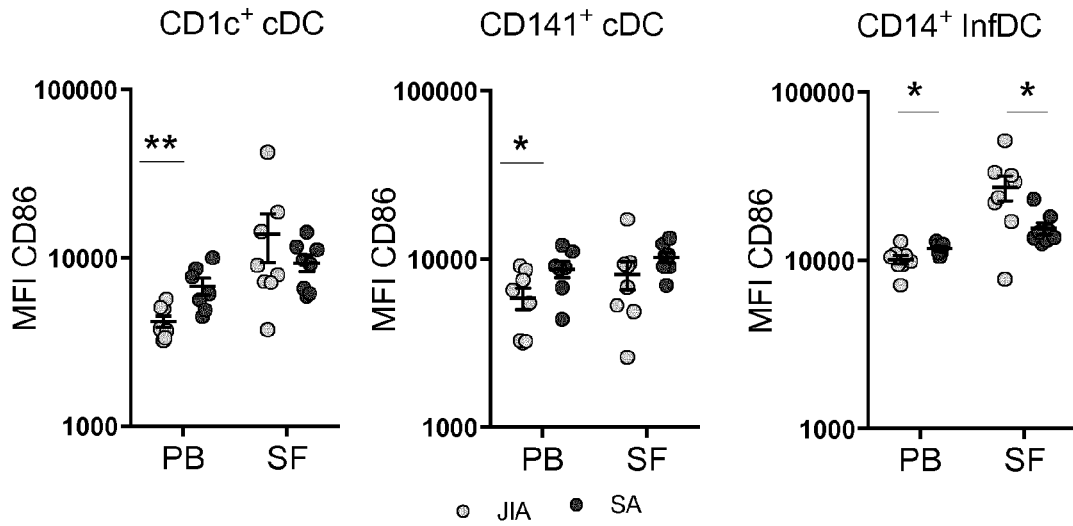 CD1c+ cDC
CD141+ cDC
CD14+ InfDC
MFI CD86
100000
10000
1000
**
PB
SF
MFI CD86
100000
10000
1000
*
PB
SF
MFI CD86
100000
10000
1000
*
*
PB
SF
JIA
SA